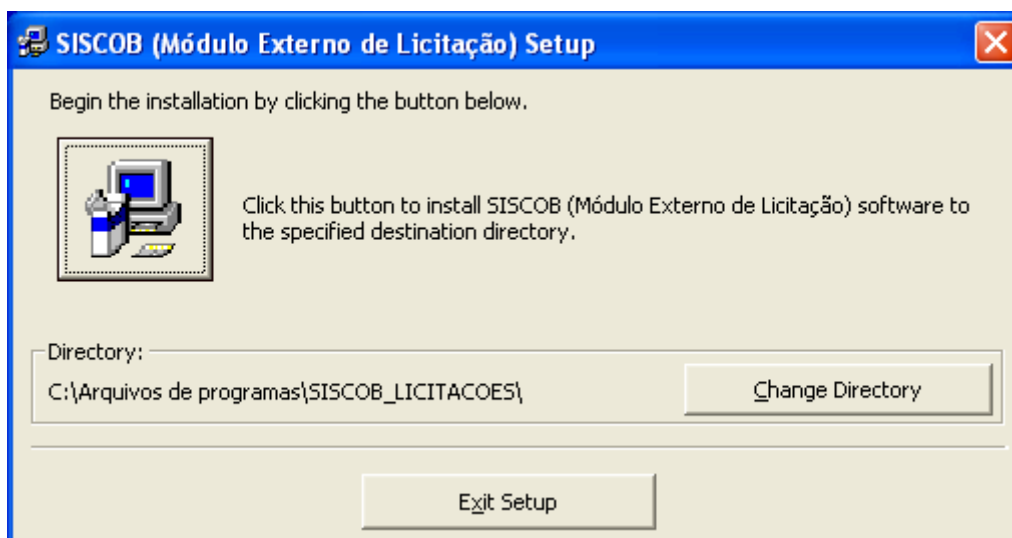 SISCOB (Módulo Externo de Licitação) Setup
Begin the installation by clicking the button below.
Click this button to install SISCOB (Módulo Externo de Licitação) software to
the specified destination directory.
Directory:
C:\Arquivos de programas\SISCOB_LICITACOES\
Change Directory
Exit Setup